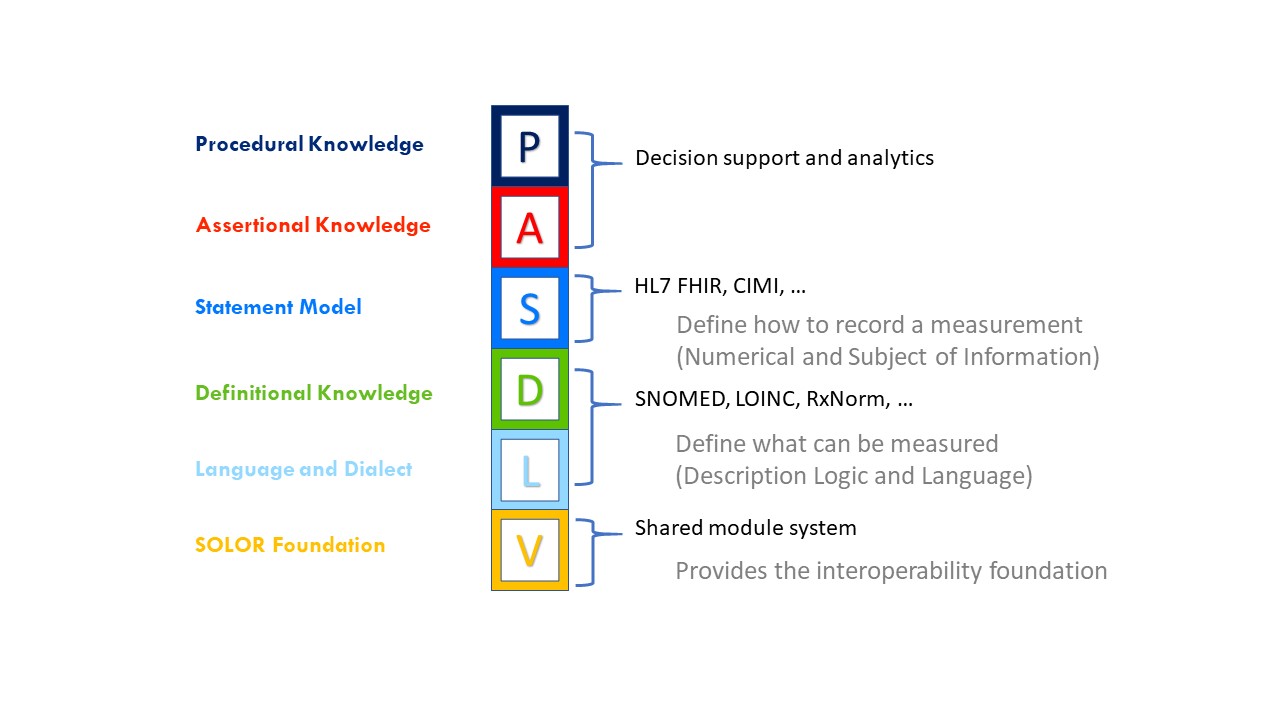 Procedural Knowledge
P
Decision support and analytics
Assertional Knowledge
A
Statement Model
S
HL7 FHIR, CIMI, ...
Define how to record a measurement
(Numerical and Subject of Information)
Definitional Knowledge
D
SNOMED, LOINC, RxNorm, ...
Language and Dialect
L
Define what can be measured
(Description Logic and Language)
SOLOR Foundation
V
Shared module system
Provides the interoperability foundation